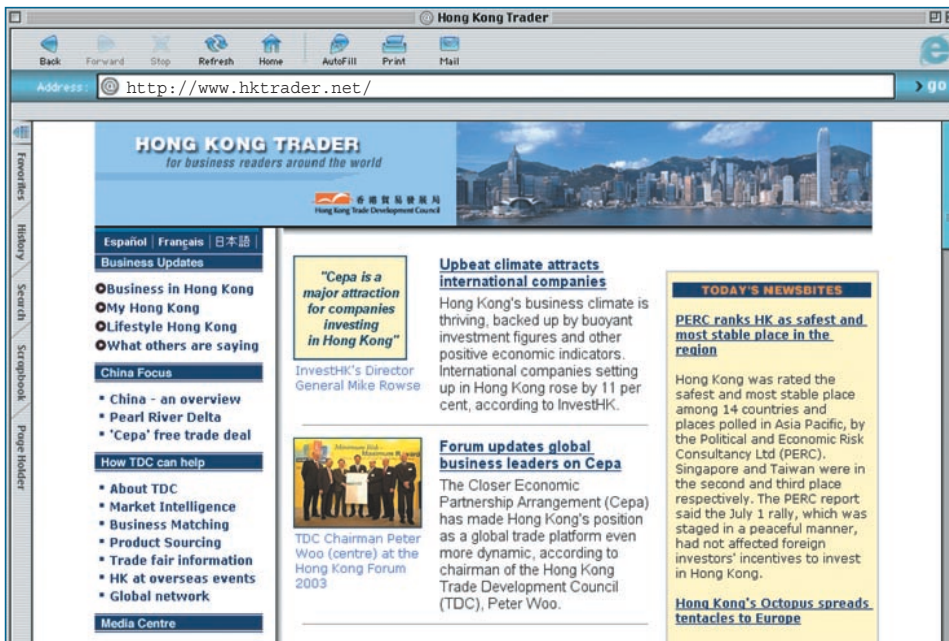 Hong Kong Trader
Back
Forward
Stop
Refresh
Home
AutoFill
Print
Mail
Address:
http://www.hktrader.net/
go
Favorites
History
Search
Scrapbook
Page Holder
HONG KONG TRADER
for business readers around the world
香港貿易發展局
Hong Kong Trade Development Council
Español | Français | 日本語
Business Updates
Business in Hong Kong
My Hong Kong
Lifestyle Hong Kong
What others are saying
China Focus
China - an overview
Pearl River Delta
'Cepa' free trade deal
How TDC can help
About TDC
Market Intelligence
Business Matching
Product Sourcing
Trade fair information
HK at overseas events
Global network
Media Centre
"Cepa is a
major attraction
for companies
investing
in Hong Kong"
InvestHK's Director
General Mike Rowse
Upbeat climate attracts
international companies
Hong Kong's business climate is
thriving, backed up by buoyant
investment figures and other
positive economic indicators.
International companies setting
up in Hong Kong rose by 11 per
cent, according to InvestHK.
TDC Chairman Peter
Woo (centre) at the
Hong Kong Forum
2003
Forum updates global
business leaders on Cepa
The Closer Economic
Partnership Arrangement (Cepa)
has made Hong Kong's position
as a global trade platform even
more dynamic, according to
chairman of the Hong Kong
Trade Development Council
(TDC), Peter Woo.
TODAY'S NEWSBITES
PERC ranks HK as safest and
most stable place in the
region
Hong Kong was rated the
safest and most stable place
among 14 countries and
places polled in Asia Pacific, by
the Political and Economic Risk
Consultancy Ltd (PERC).
Singapore and Taiwan were in
the second and third place
respectively. The PERC report
said the July 1 rally, which was
staged in a peaceful manner,
had not affected foreign
investors' incentives to invest
in Hong Kong.
Hong Kong's Octopus spreads
tentacles to Europe